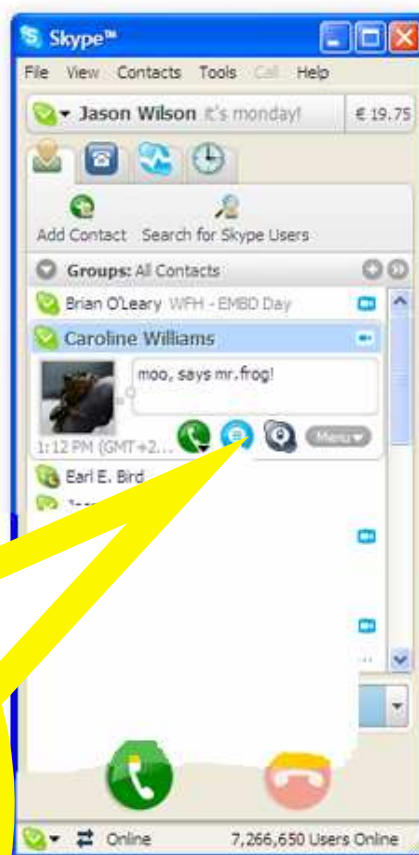 Skype™
File View Contacts Tools Call Help
Jason Wilson it's monday! € 19.75
Add Contact Search for Skype Users
Groups: All Contacts
Brian O'Leary WFH - EMBD Day
Caroline Williams
moo, says mr.frog!
1:12 PM (GMT+2... Menu
Earl E. Bird
Online 7,266,650 Users Online